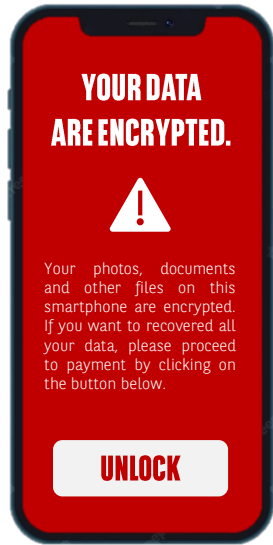 YOUR DATA
ARE ENCRYPTED.
Your photos, documents
and other files on this
smartphone are encrypted.
If you want to recovered all
your data, please proceed
to payment by clicking on
the button below.
UNLOCK